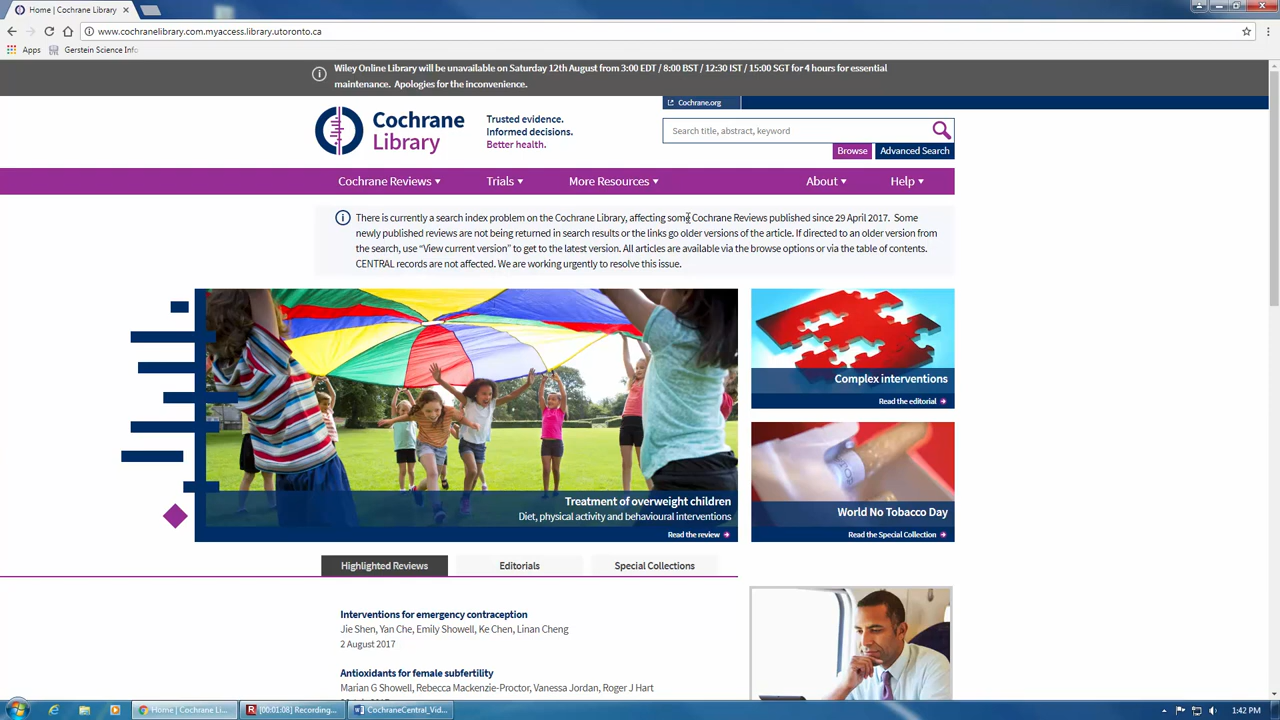 Home | Cochrane Library
www.cochranelibrary.com.myaccess.library.utoronto.ca
Apps
Gerstein Science Info
Wiley Online Library will be unavailable on Saturday 12th August from 3:00 EDT / 8:00 BST / 12:30 IST / 15:00 SGT for 4 hours for essential
maintenance. Apologies for the inconvenience.
Cochrane.org
Cochrane
Library
Trusted evidence.
Informed decisions.
Better health.
Search title, abstract, keyword
Browse
Advanced Search
Cochrane Reviews
Trials
More Resources
About
Help
There is currently a search index problem on the Cochrane Library, affecting some Cochrane Reviews published since 29 April 2017. Some
newly published reviews are not being returned in search results or the links go older versions of the article. If directed to an older version from
the search, use “View current version” to get to the latest version. All articles are available via the browse options or via the table of contents.
CENTRAL records are not affected. We are working urgently to resolve this issue.
Treatment of overweight children
Diet, physical activity and behavioural interventions
Read the review
Complex interventions
Read the editorial
STOP
World No Tobacco Day
Read the Special Collection
Highlighted Reviews
Editorials
Special Collections
Interventions for emergency contraception
Jie Shen, Yan Che, Emily Showell, Ke Chen, Linan Cheng
2 August 2017
Antioxidants for female subfertility
Marian G Showell, Rebecca Mackenzie-Proctor, Vanessa Jordan, Roger J Hart
Home | Cochrane Li...
[00:01:08] Recording...
CochraneCentral_Vid...
1:42 PM